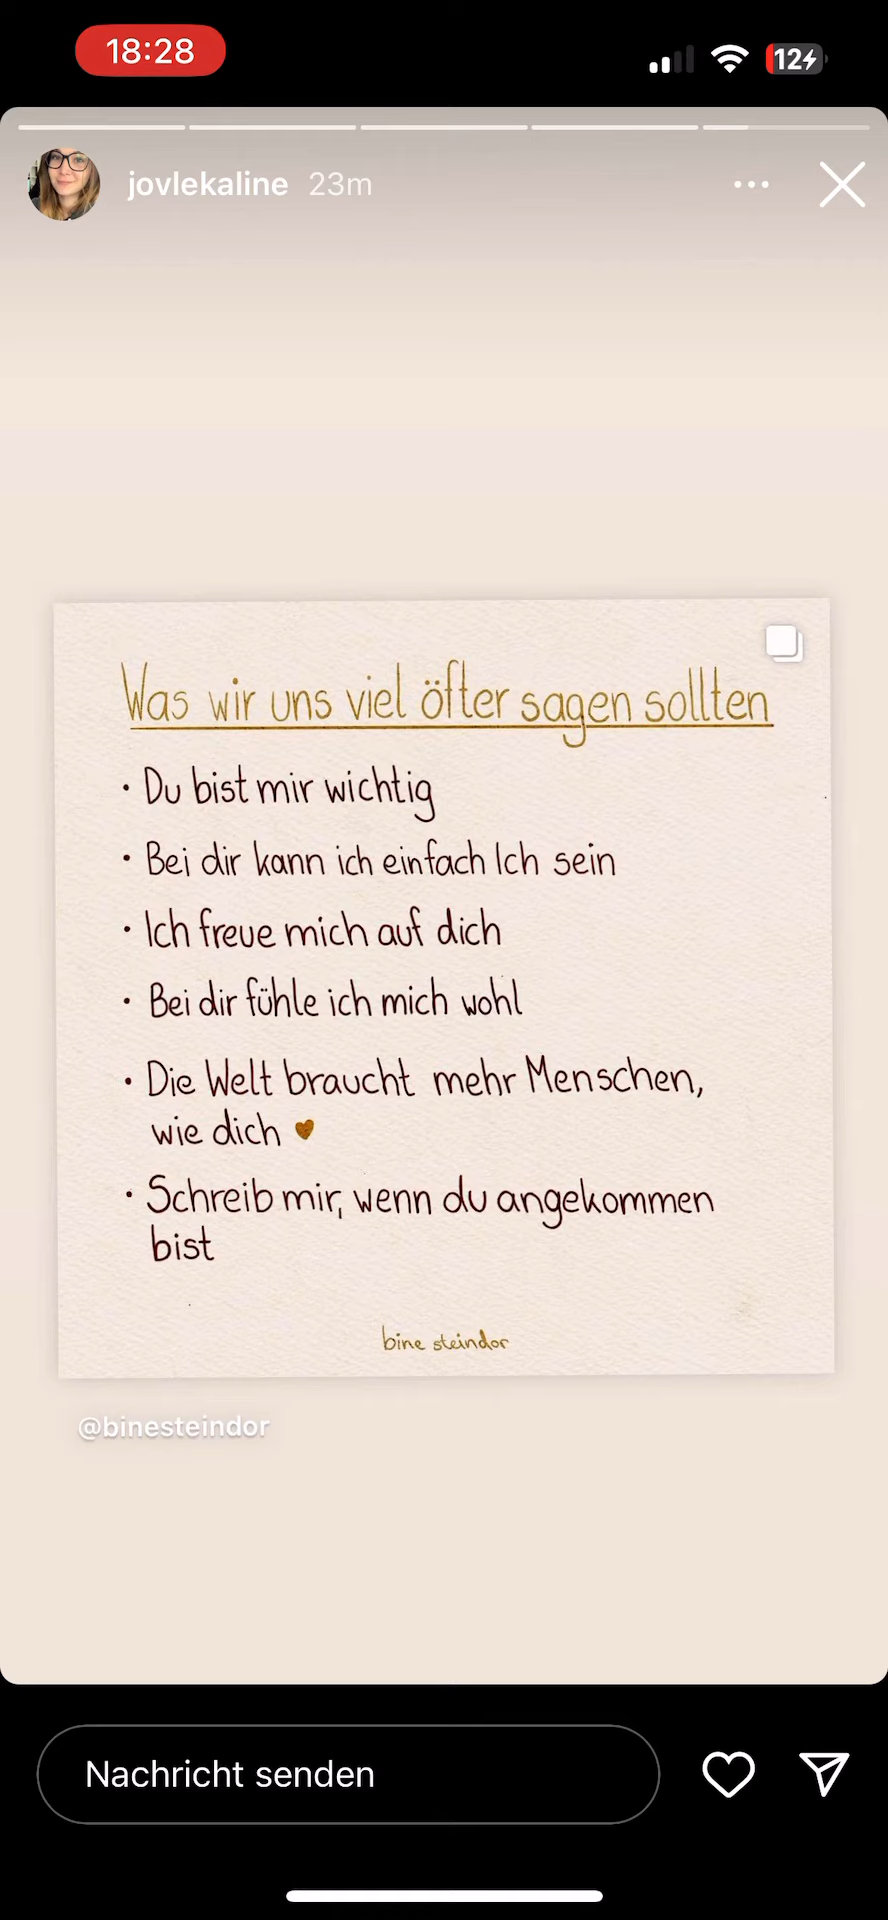 18:28
12
jovlekaline 23m
Was wir uns viel öfter sagen sollten
• Du bist mir wichtig
• Bei dir kann ich einfach Ich sein
• Ich freue mich auf dich
• Bei dir fühle ich mich wohl
• Die Welt braucht mehr Menschen,
wie dich
• Schreib mir, wenn du angekommen
bist
bine steindor
@binesteindor
Nachricht senden